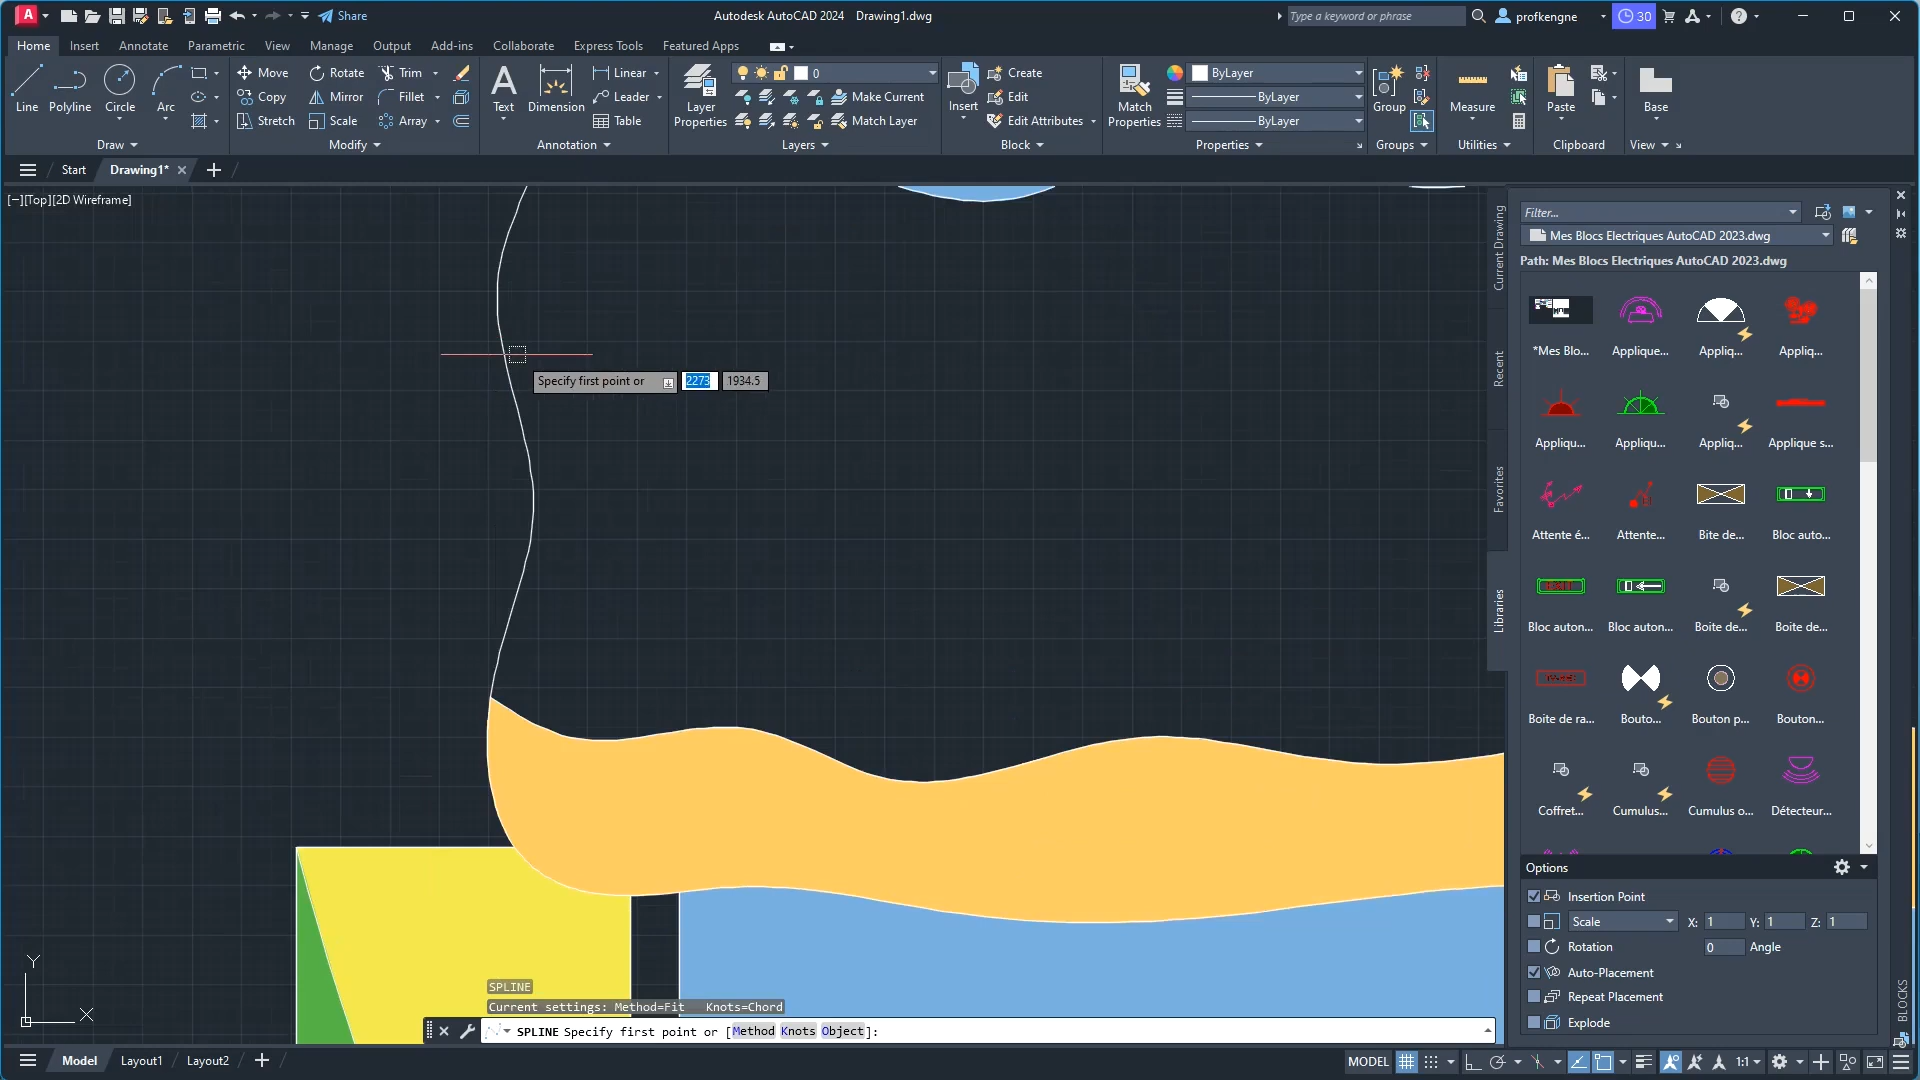 Share
Autodesk AutoCAD 2024 Drawing1.dwg
Type a keyword or phrase
profkengne
30
Home Insert Annotate Parametric View Manage Output Add-ins Collaborate Express Tools Featured Apps
Line Polyline Circle Arc
Draw
Move Rotate Trim
Copy Mirror Fillet
Stretch Scale Array
Modify
Text Dimension
Linear
Leader
Table
Annotation
Layer Properties
0
Make Current
Match Layer
Layers
Insert
Create
Edit
Edit Attributes
Block
Match Properties
ByLayer
ByLayer
ByLayer
Properties
Group
Groups
Measure
Utilities
Paste
Clipboard
Base
View
Start Drawing1*
[−][Top][2D Wireframe]
Specify first point or 2273 1934.5
Current Drawing
Recent
Favorites
Libraries
Filter...
Mes Blocs Electriques AutoCAD 2023.dwg
Path: Mes Blocs Electriques AutoCAD 2023.dwg
*Mes Blo... Applique... Appliq... Appliq...
Appliqu... Appliqu... Appliq... Applique s...
Attente é... Attente... Bite de... Bloc auto...
Bloc auton... Bloc auton... Boite de... Boite de...
Boite de ra... Bouto... Bouton p... Bouton...
Coffret... Cumulus... Cumulus o... Détecteur...
Options
Insertion Point
Scale X: 1 Y: 1 Z: 1
Rotation 0 Angle
Auto-Placement
Repeat Placement
Explode
BLOCKS
Y
X
SPLINE
Current settings: Method=Fit Knots=Chord
SPLINE Specify first point or [Method Knots Object]:
Model Layout1 Layout2
MODEL 1:1